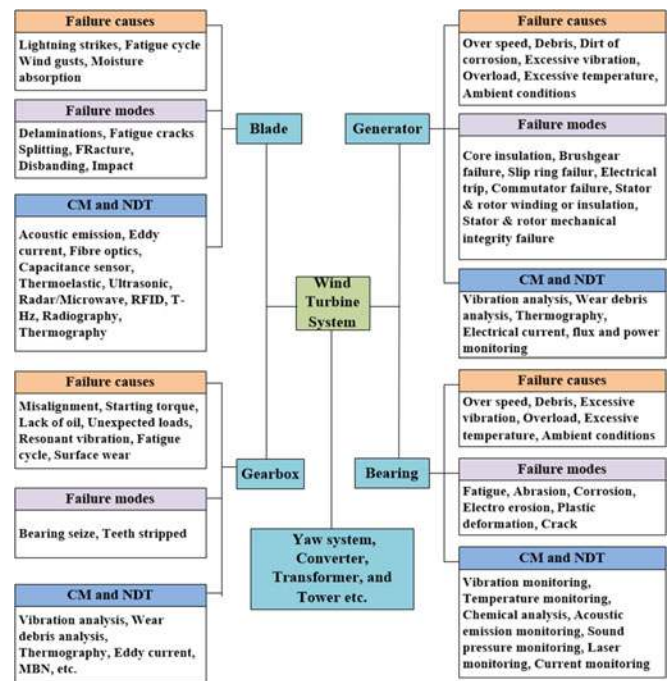 Failure causes
Lightning strikes, Fatigue cycle
Wind gusts, Moisture
absorption
Failure modes
Delaminations, Fatigue cracks
Splitting, FRacture,
Disbanding, Impact
CM and NDT
Acoustic emission, Eddy
current, Fibre optics,
Capacitance sensor,
Thermoelastic, Ultrasonic,
Radar/Microwave, RFID, T-
Hz, Radiography,
Thermography
Blade
Generator
Failure causes
Over speed, Debris, Dirt of
corrosion, Excessive vibration,
Overload, Excessive temperature,
Ambient conditions
Failure modes
Core insulation, Brushgear
failure, Slip ring failur, Electrical
trip, Commutator failure, Stator
& rotor winding or insulation,
Stator & rotor mechanical
integrity failure
CM and NDT
Vibration analysis, Wear debris
analysis, Thermography,
Electrical current, flux and power
monitoring
Wind
Turbine
System
Failure causes
Misalignment, Starting torque,
Lack of oil, Unexpected loads,
Resonant vibration, Fatigue
cycle, Surface wear
Failure modes
Bearing seize, Teeth stripped
CM and NDT
Vibration analysis, Wear
debris analysis,
Thermography, Eddy current,
MBN, etc.
Gearbox
Bearing
Failure causes
Over speed, Debris, Excessive
vibration, Overload, Excessive
temperature, Ambient conditions
Failure modes
Fatigue, Abrasion, Corrosion,
Electro erosion, Plastic
deformation, Crack
CM and NDT
Vibration monitoring,
Temperature monitoring,
Chemical analysis, Acoustic
emission monitoring, Sound
pressure monitoring, Laser
monitoring, Current monitoring
Yaw system,
Converter,
Transformer, and
Tower etc.